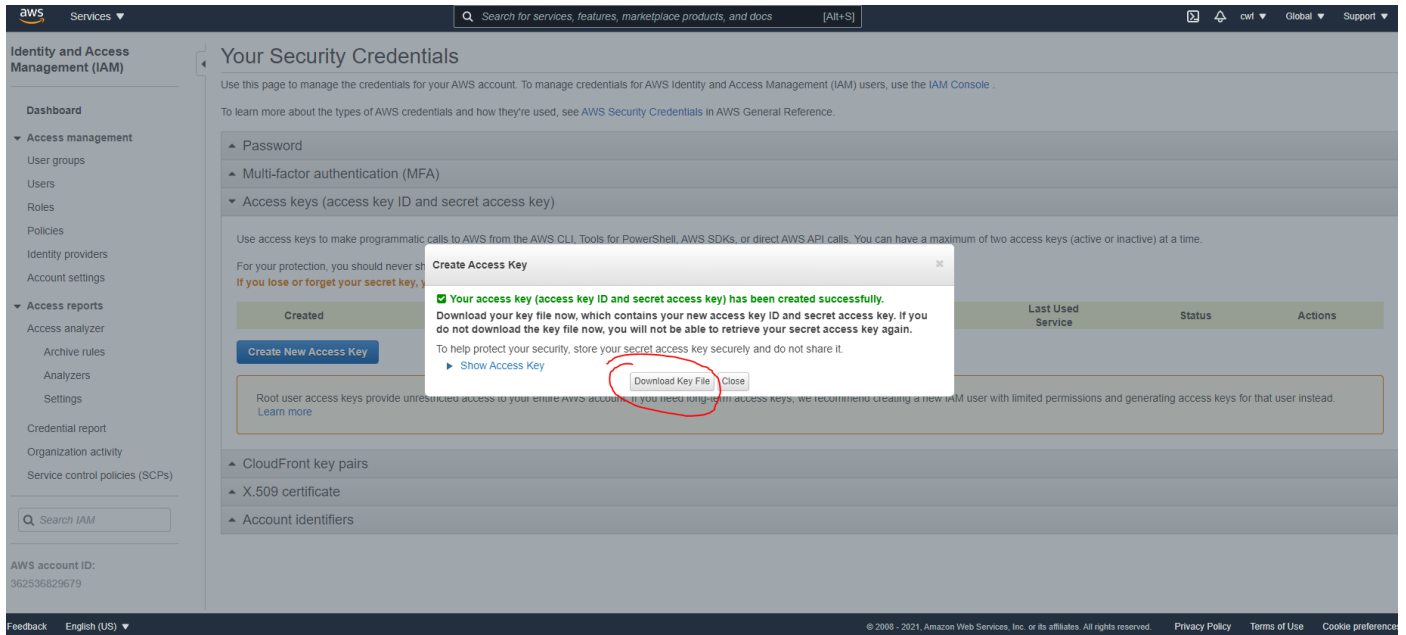 aws
Services ▼
Search for services, features, marketplace products, and docs [Alt+S]
cwt ▼
Global ▼
Support ▼
Identity and Access Management (IAM)
Dashboard
Access management
User groups
Users
Roles
Policies
Identity providers
Account settings
Access reports
Access analyzer
Archive rules
Analyzers
Settings
Credential report
Organization activity
Service control policies (SCPs)
Search IAM
AWS account ID:
362536829679
Your Security Credentials
Use this page to manage the credentials for your AWS account. To manage credentials for AWS Identity and Access Management (IAM) users, use the IAM Console .
To learn more about the types of AWS credentials and how they're used, see AWS Security Credentials in AWS General Reference.
Password
Multi-factor authentication (MFA)
Access keys (access key ID and secret access key)
Use access keys to make programmatic calls to AWS from the AWS CLI, Tools for PowerShell, AWS SDKs, or direct AWS API calls. You can have a maximum of two access keys (active or inactive) at a time.
For your protection, you should never sh
If you lose or forget your secret key, y
Created
Last Used
Service
Status
Actions
Create New Access Key
Root user access keys provide unrestricted access to your entire AWS account. If you need long-term access keys, we recommend creating a new IAM user with limited permissions and generating access keys for that user instead.
Learn more
Create Access Key
Your access key (access key ID and secret access key) has been created successfully.
Download your key file now, which contains your new access key ID and secret access key. If you
do not download the key file now, you will not be able to retrieve your secret access key again.
To help protect your security, store your secret access key securely and do not share it.
Show Access Key
Download Key File
Close
CloudFront key pairs
X.509 certificate
Account identifiers
Feedback
English (US) ▼
© 2008 - 2021, Amazon Web Services, Inc. or its affiliates. All rights reserved.
Privacy Policy
Terms of Use
Cookie preferences